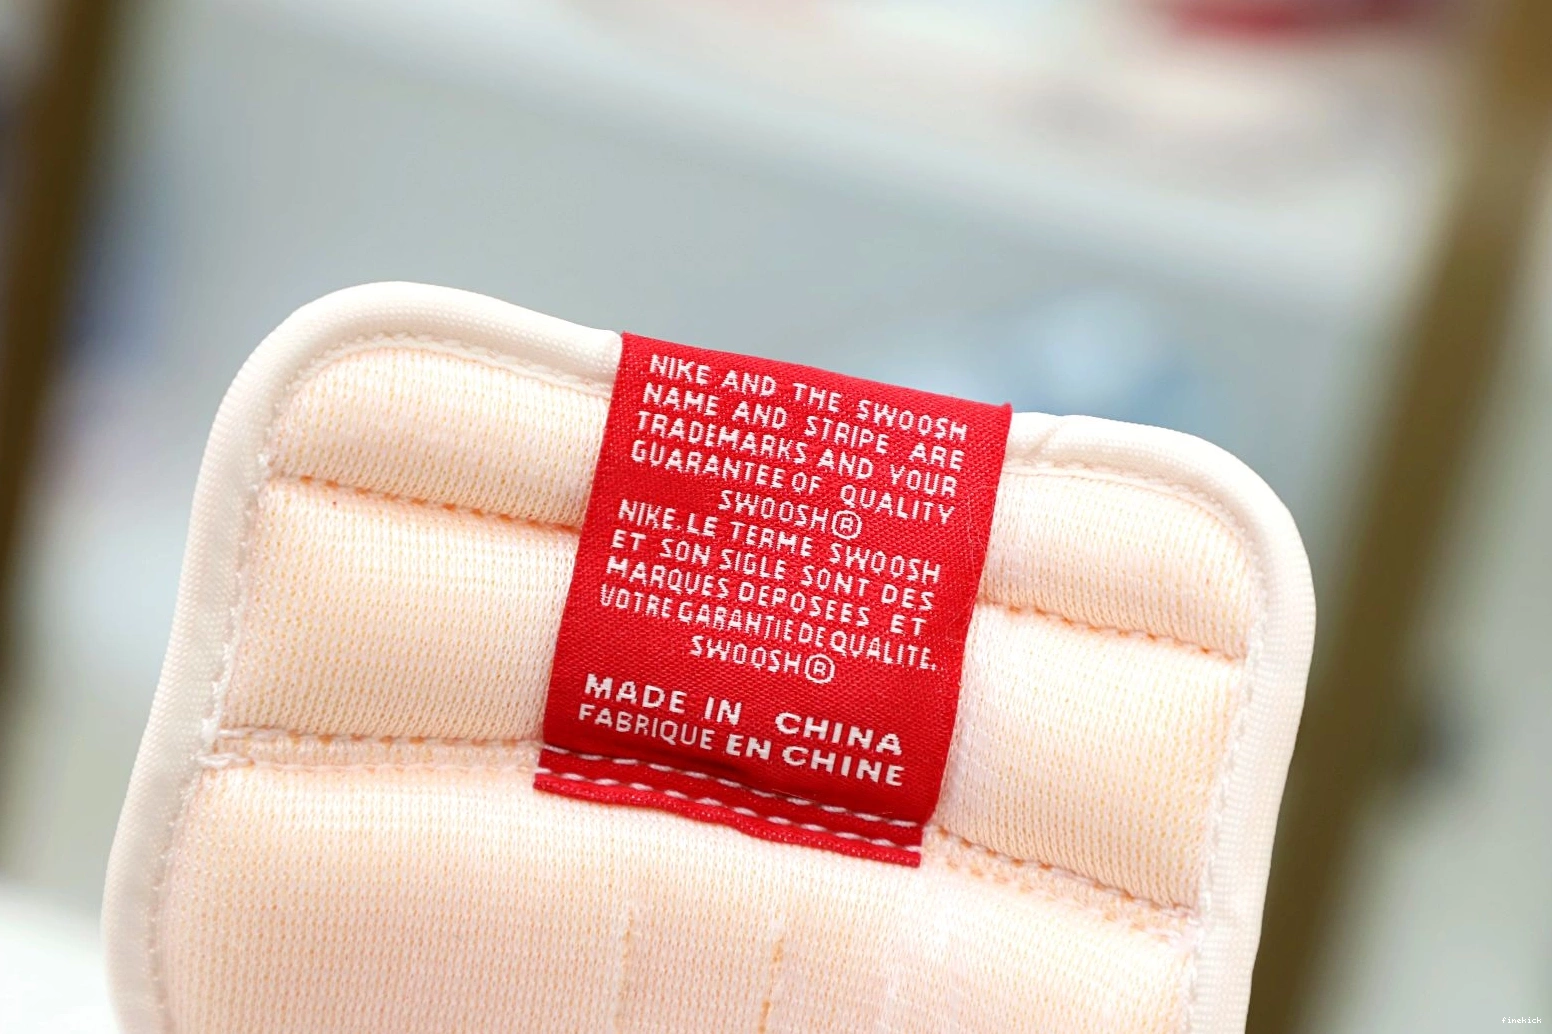 NIKE AND THE SWOOSH
NAME AND STRIPE ARE
TRADEMARKS AND YOUR
GUARANTEE OF QUALITY
SWOOSH®
NIKE, LE TERME SWOOSH
ET SON SIGLE SONT DES
MARQUES DEPOSEES ET
VOTRE GARANTIE DE QUALITE.
SWOOSH®
MADE IN CHINA
FABRIQUE EN CHINE
finekick